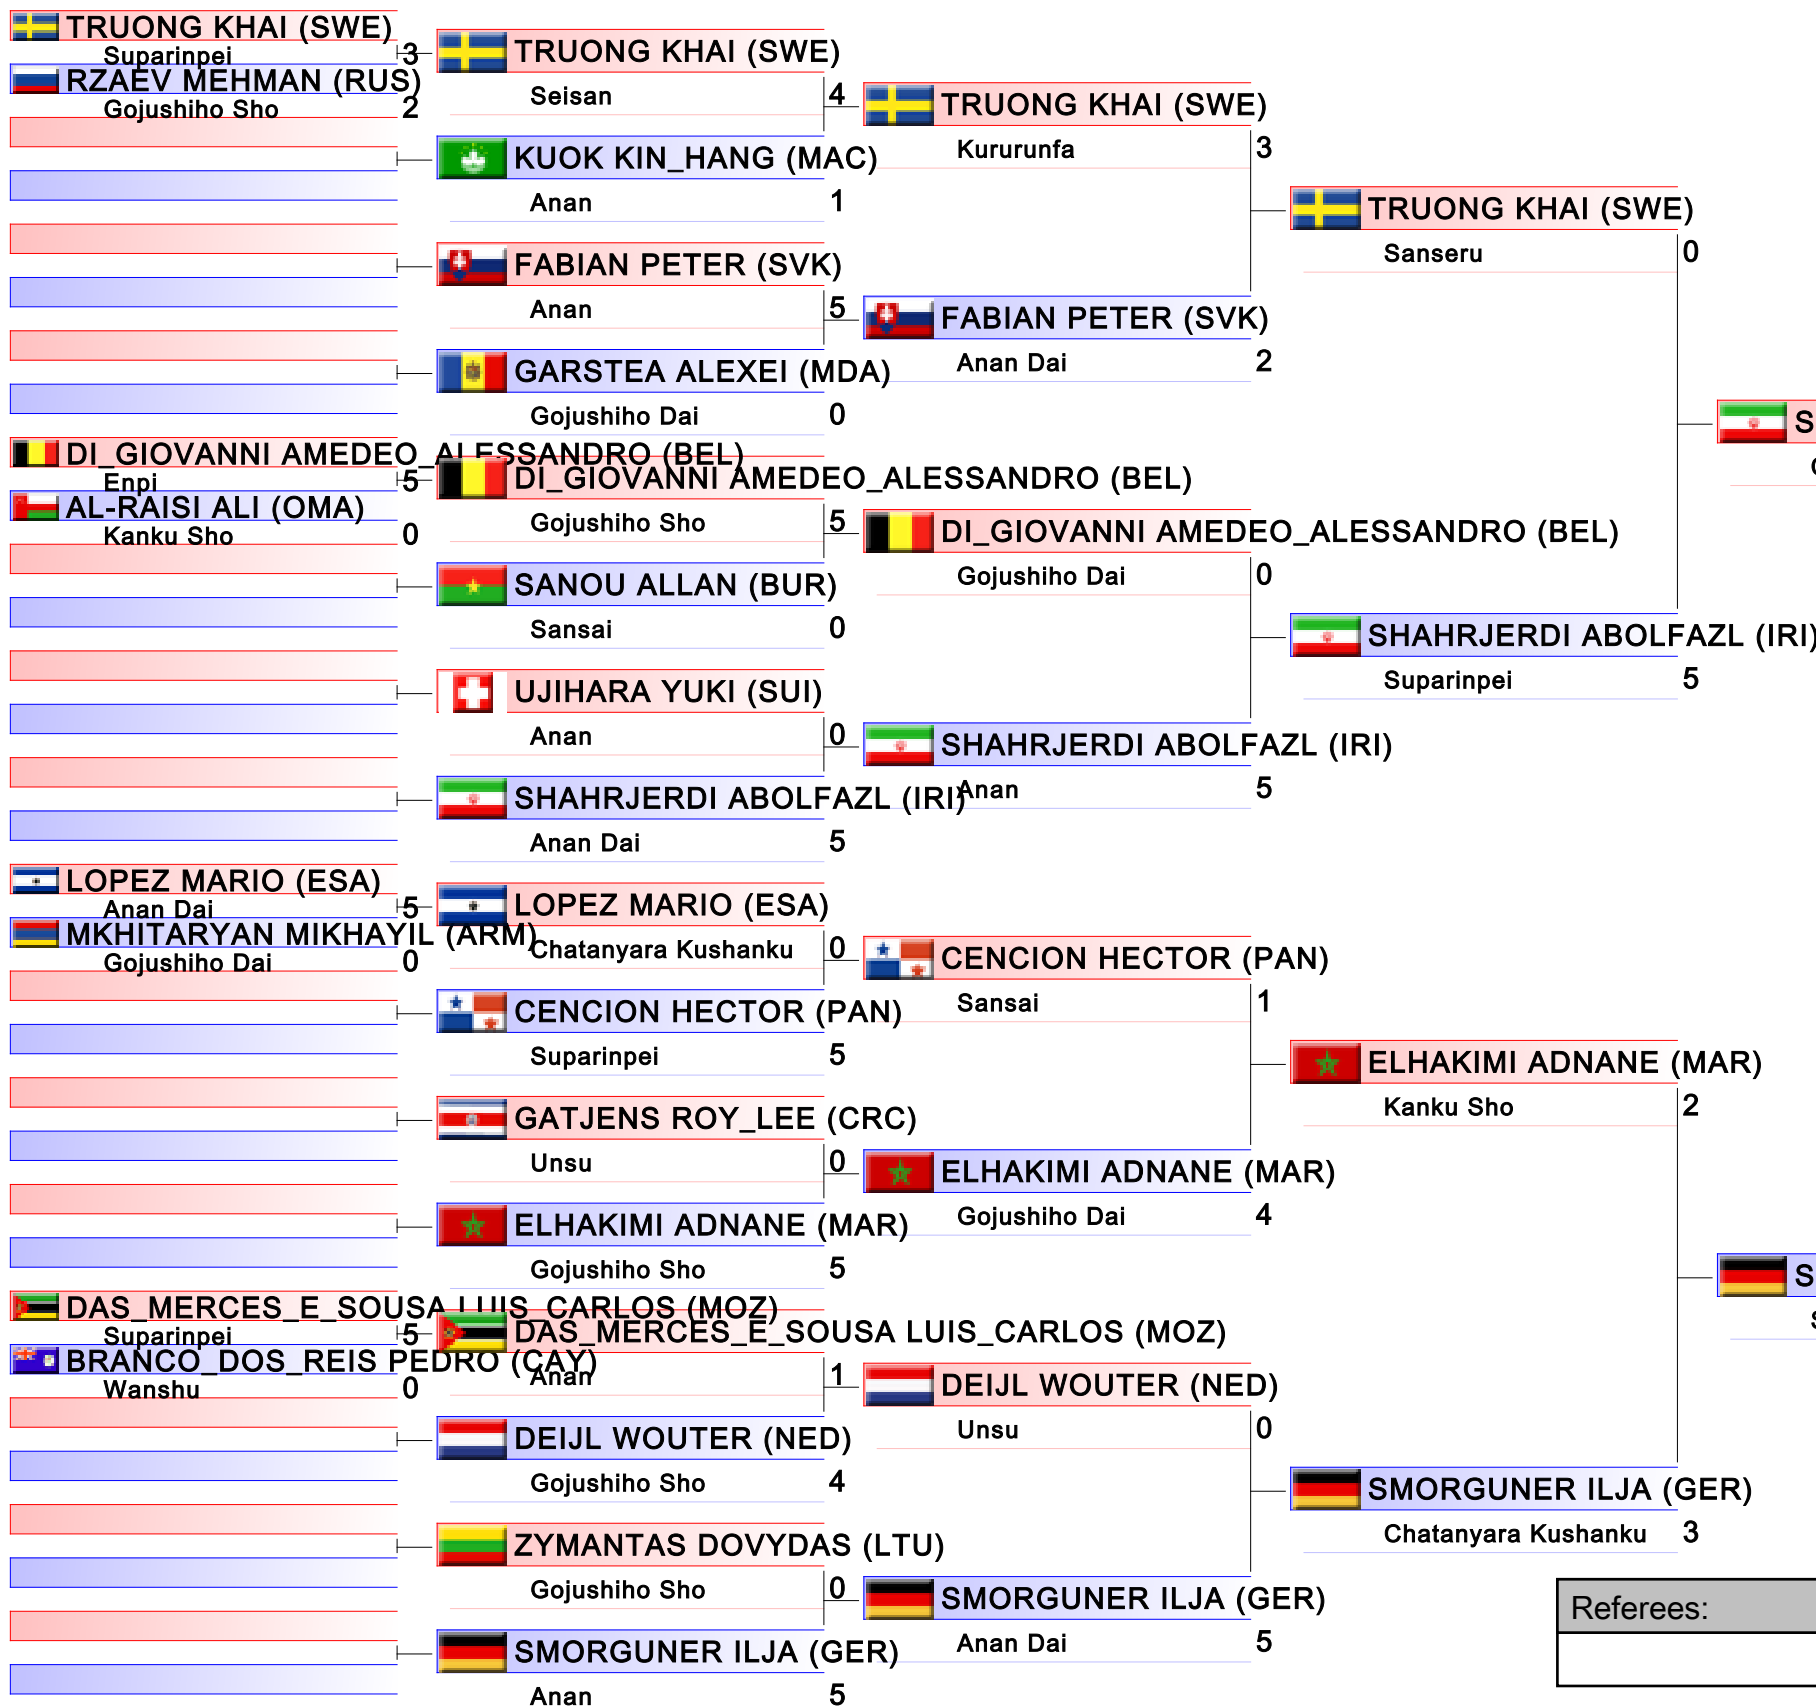 TRUONG KHAI (SWE)
Suparinpei
3
RZAEV MEHMAN (RUS)
Gojushiho Sho
2
DI_GIOVANNI AMEDEO_ALESSANDRO (BEL)
Enpi
5
AL-RAISI ALI (OMA)
Kanku Sho
0
LOPEZ MARIO (ESA)
Anan Dai
5
MKHITARYAN MIKHAYIL (ARM)
Gojushiho Dai
0
DAS_MERCES_E_SOUSA LUIS_CARLOS (MOZ)
Suparinpei
5
BRANCO_DOS_REIS PEDRO (CAY)
Wanshu
0
TRUONG KHAI (SWE)
Seisan
4
KUOK KIN_HANG (MAC)
Anan
1
FABIAN PETER (SVK)
Anan
5
GARSTEA ALEXEI (MDA)
Gojushiho Dai
0
DI_GIOVANNI AMEDEO_ALESSANDRO (BEL)
Gojushiho Sho
5
SANOU ALLAN (BUR)
Sansai
0
UJIHARA YUKI (SUI)
Anan
0
SHAHRJERDI ABOLFAZL (IRI)
Anan Dai
5
LOPEZ MARIO (ESA)
Chatanyara Kushanku
0
CENCION HECTOR (PAN)
Suparinpei
5
GATJENS ROY_LEE (CRC)
Unsu
0
ELHAKIMI ADNANE (MAR)
Gojushiho Sho
5
DAS_MERCES_E_SOUSA LUIS_CARLOS (MOZ)
Anan
1
DEIJL WOUTER (NED)
Gojushiho Sho
4
ZYMANTAS DOVYDAS (LTU)
Gojushiho Sho
0
SMORGUNER ILJA (GER)
Anan
5
TRUONG KHAI (SWE)
Kururunfa
3
FABIAN PETER (SVK)
Anan Dai
2
DI_GIOVANNI AMEDEO_ALESSANDRO (BEL)
Gojushiho Dai
0
SHAHRJERDI ABOLFAZL (IRI)
Anan
5
CENCION HECTOR (PAN)
Sansai
1
ELHAKIMI ADNANE (MAR)
Gojushiho Dai
4
DEIJL WOUTER (NED)
Unsu
0
SMORGUNER ILJA (GER)
Anan Dai
5
TRUONG KHAI (SWE)
Sanseru
0
SHAHRJERDI ABOLFAZL (IRI)
Suparinpei
5
ELHAKIMI ADNANE (MAR)
Kanku Sho
2
SMORGUNER ILJA (GER)
Chatanyara Kushanku
3
S
S
Referees: